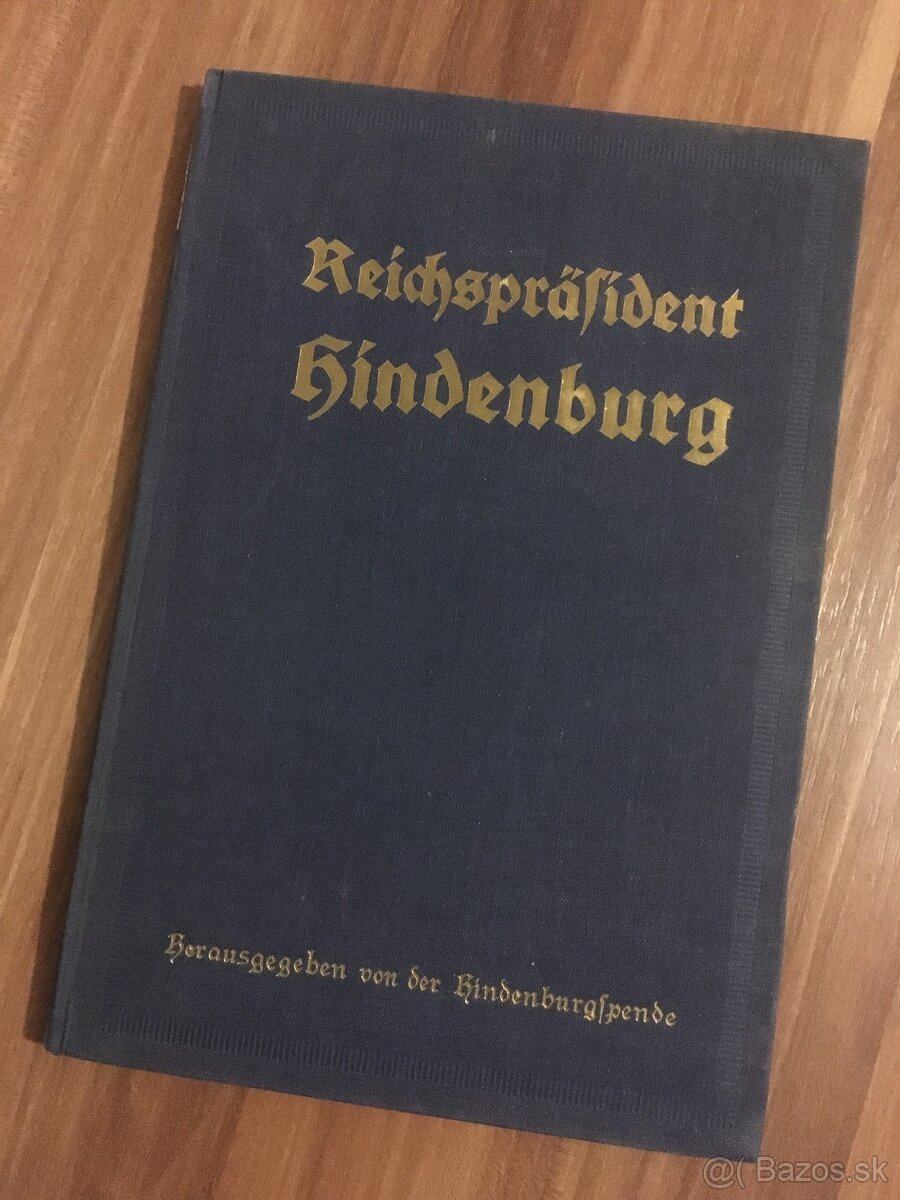 Reichspräſident
Hindenburg
Herausgegeben von der Hindenburgſpende
@( Bazos.sk